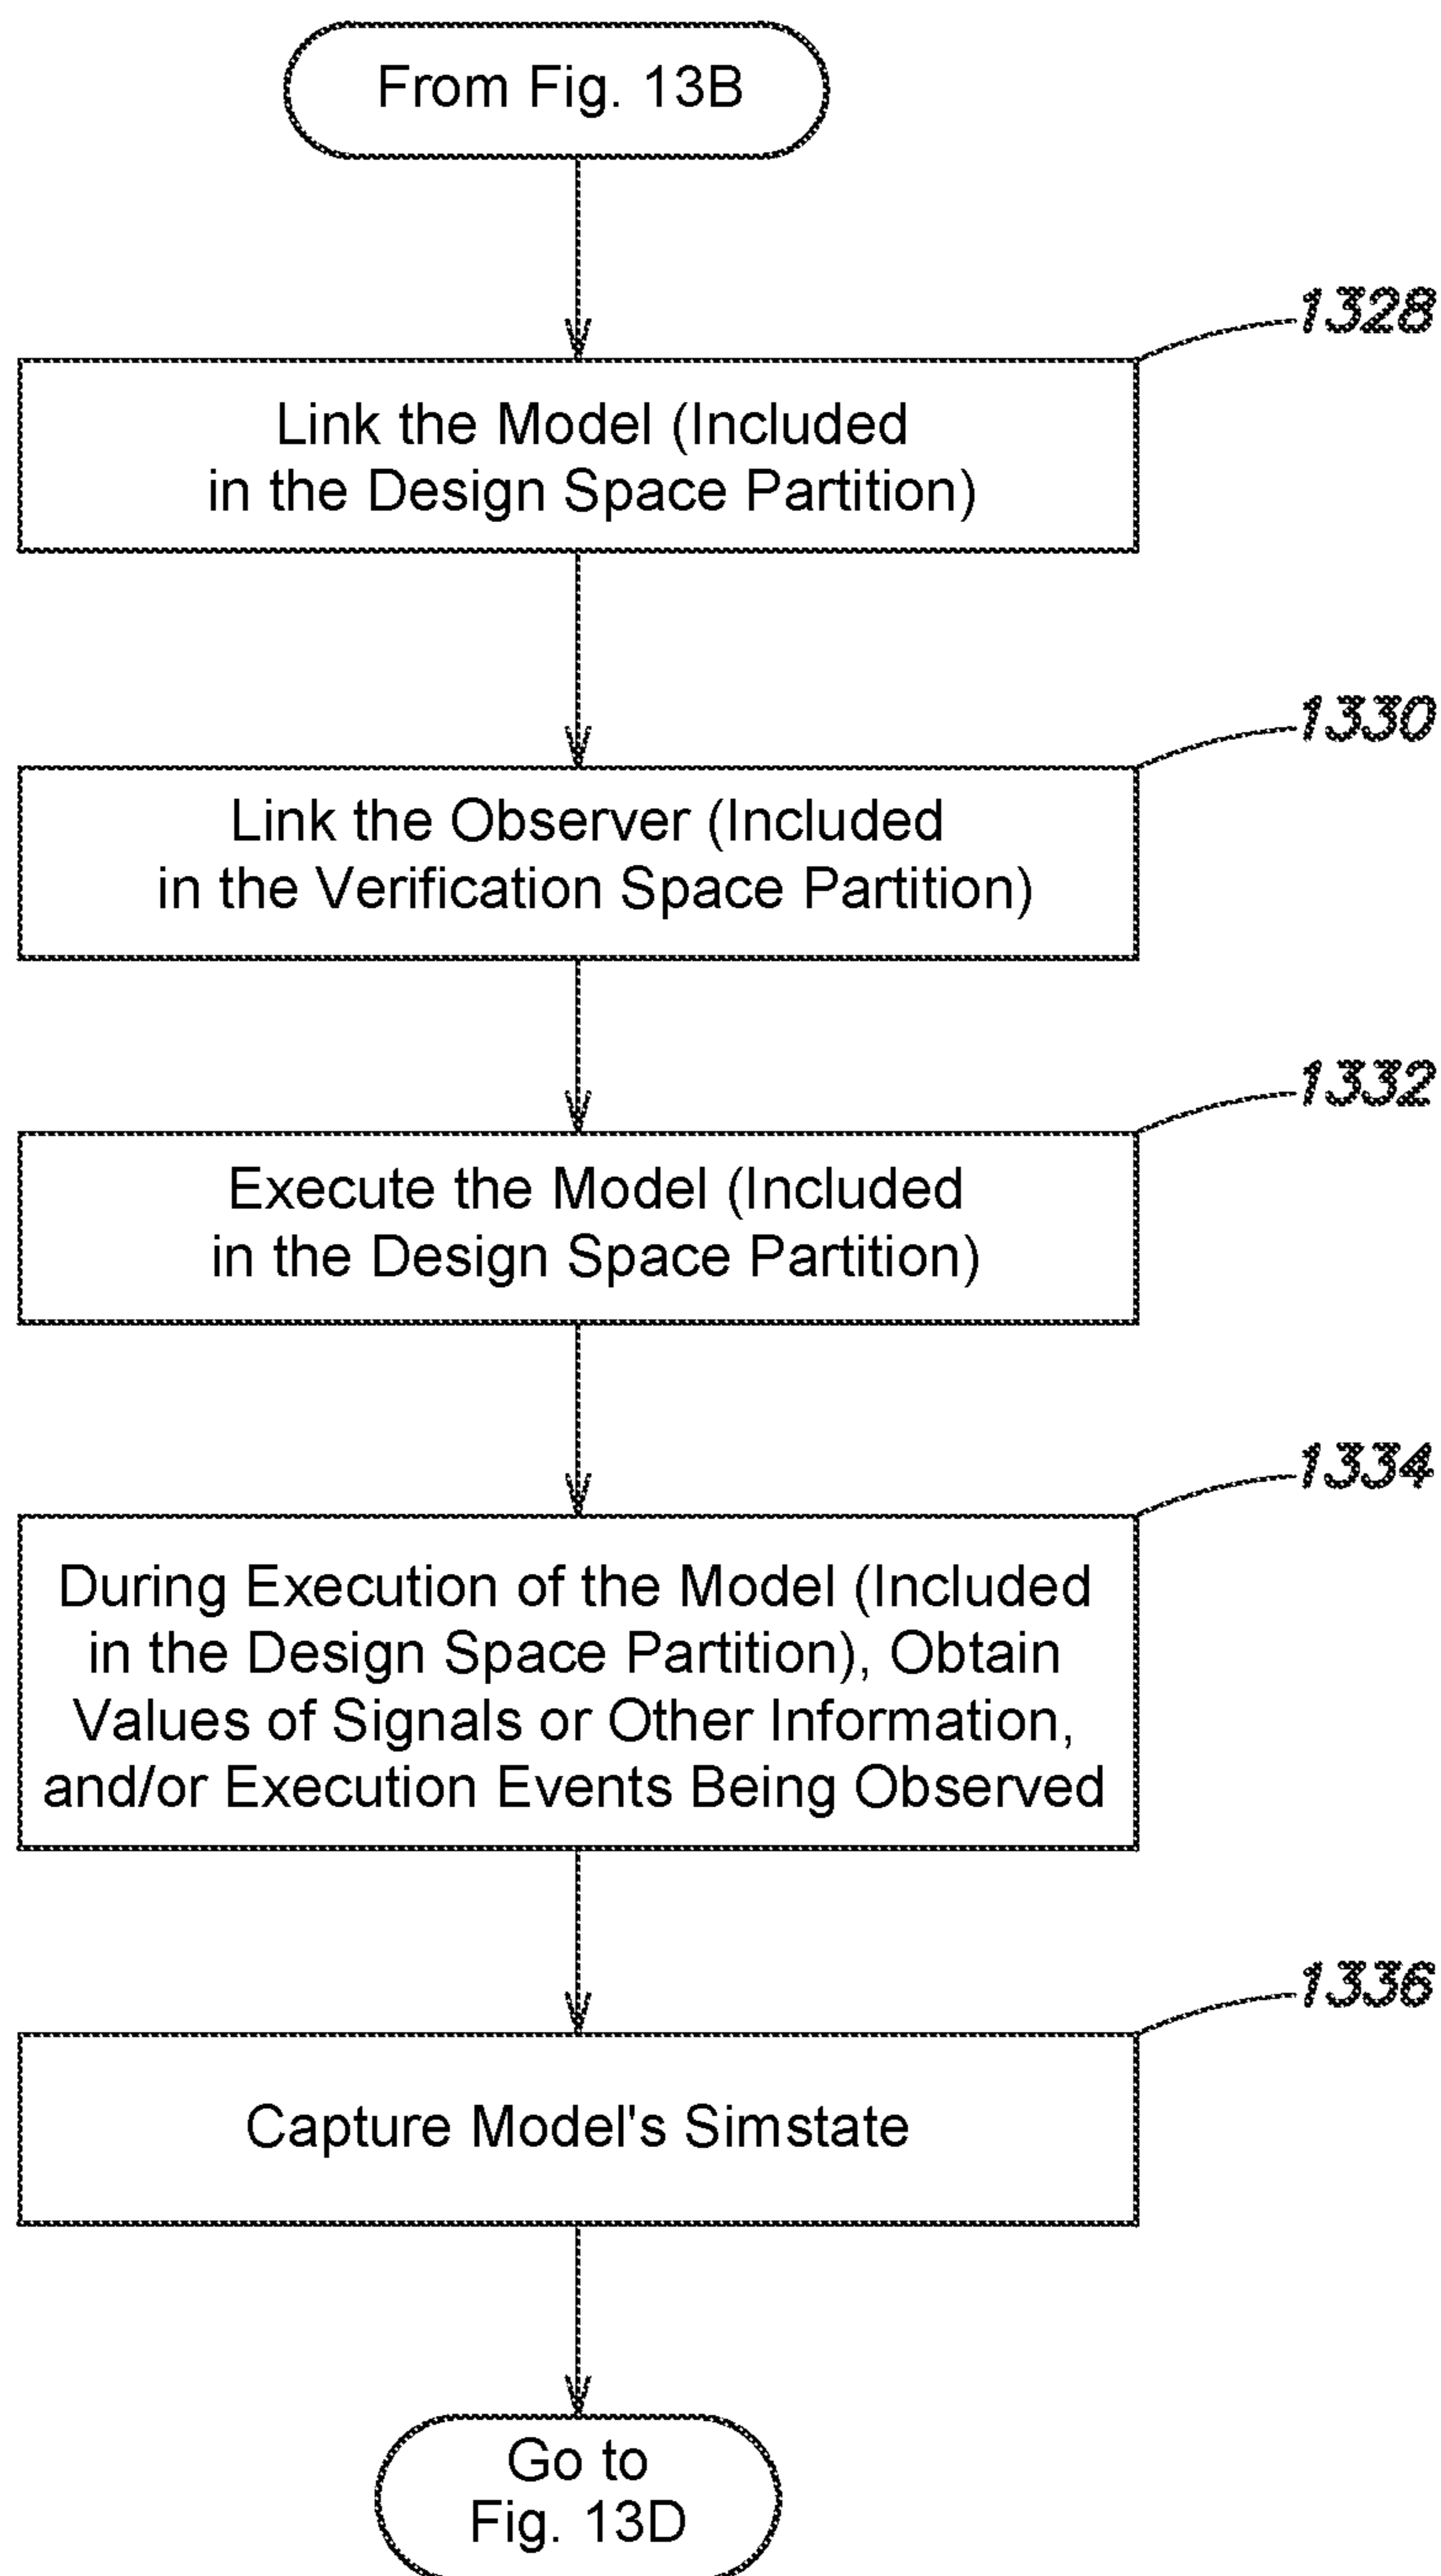 From Fig. 13B
1328
Link the Model (Included
in the Design Space Partition)
1330
Link the Observer (Included
in the Verification Space Partition)
1332
Execute the Model (Included
in the Design Space Partition)
1334
During Execution of the Model (Included
in the Design Space Partition), Obtain
Values of Signals or Other Information,
and/or Execution Events Being Observed
1336
Capture Model's Simstate
Go to
Fig. 13D